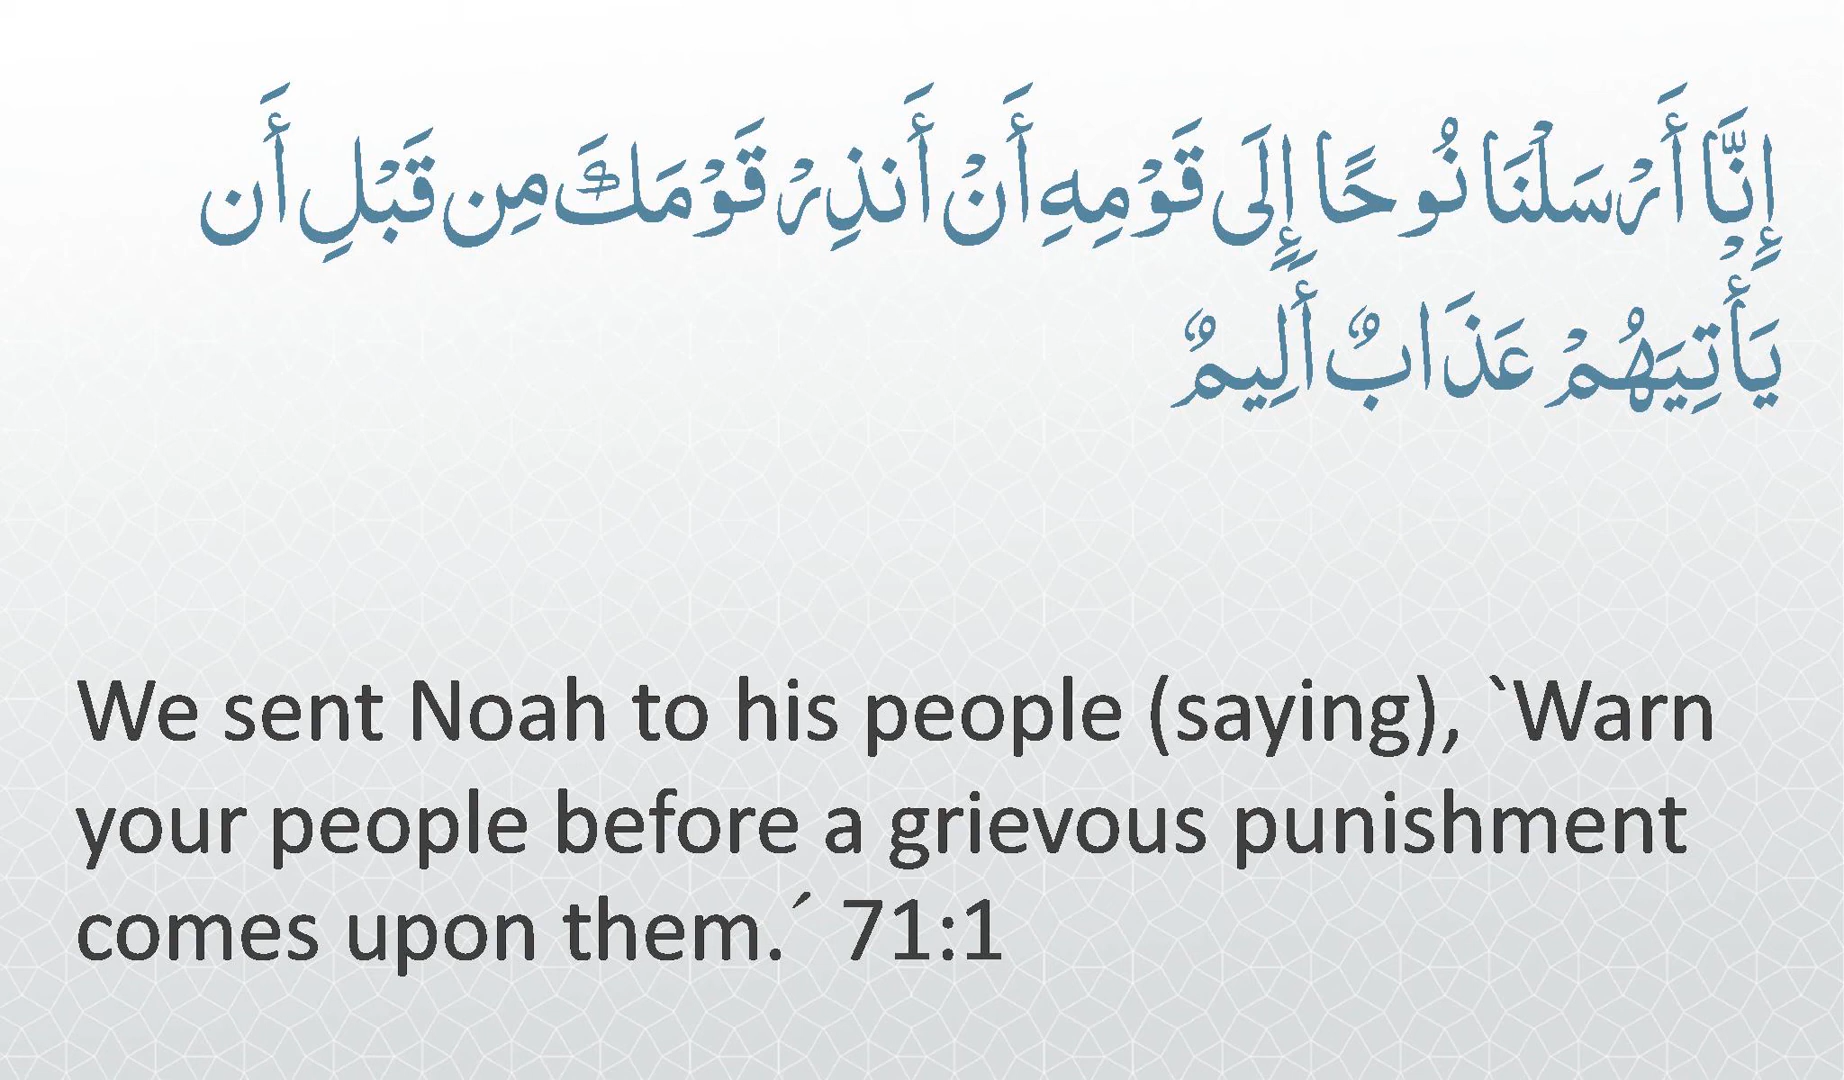 إِنَّا أَرْسَلْنَا نُوحًا إِلَى قَوْمِهِ أَنْ أَنذِرْ قَوْمَكَ مِن قَبْلِ أَن
يَأْتِيَهُمْ عَذَابٌ أَلِيمٌ
We sent Noah to his people (saying), `Warn
your people before a grievous punishment
comes upon them.´ 71:1